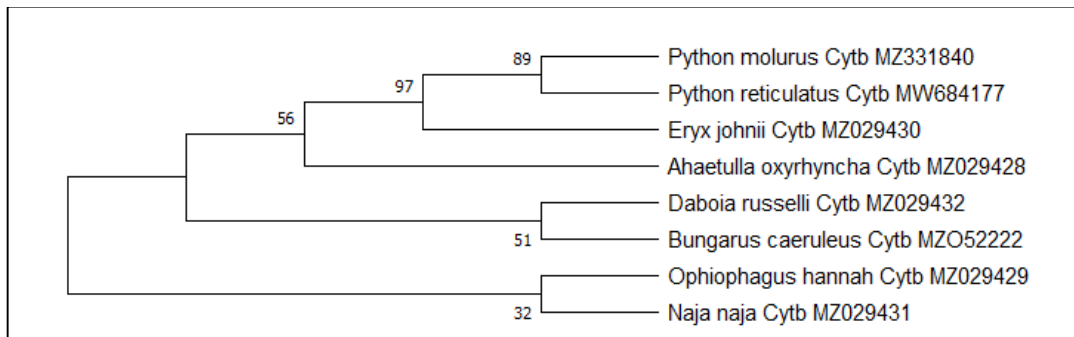 89
Python molurus Cytb MZ331840
97
Python reticulatus Cytb MW684177
56
Eryx johnii Cytb MZ029430
Ahaetulla oxyrhyncha Cytb MZ029428
Daboia russelli Cytb MZ029432
51
Bungarus caeruleus Cytb MZO52222
Ophiophagus hannah Cytb MZ029429
32
Naja naja Cytb MZ029431